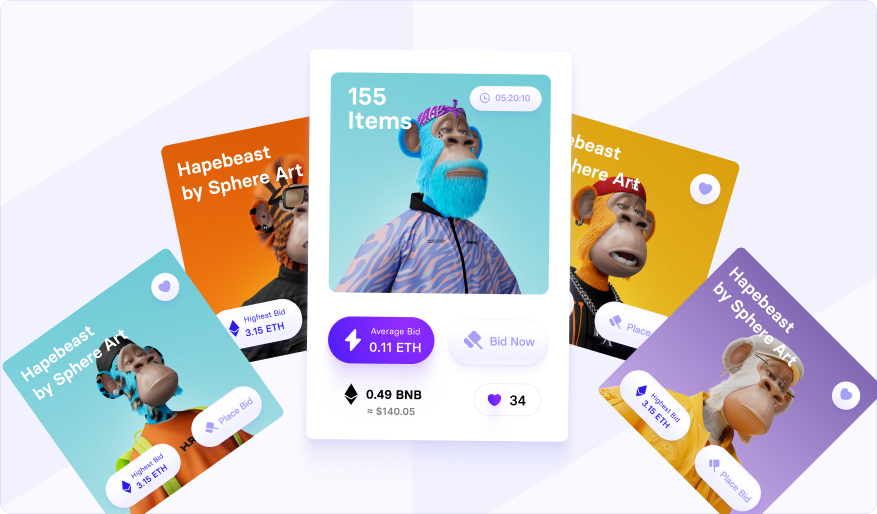 155
Items
05:20:10
Average Bid
0.11 ETH
Bid Now
0.49 BNB
≈ $140.05
34
Hapebeast
by Sphere Art
Highest Bid
3.15 ETH
Hapebeast
by Sphere Art
Highest Bid
3.15 ETH
Place Bid
Art
Place
Hapebeast
by Sphere Art
Highest Bid
3.15 ETH
Place Bid